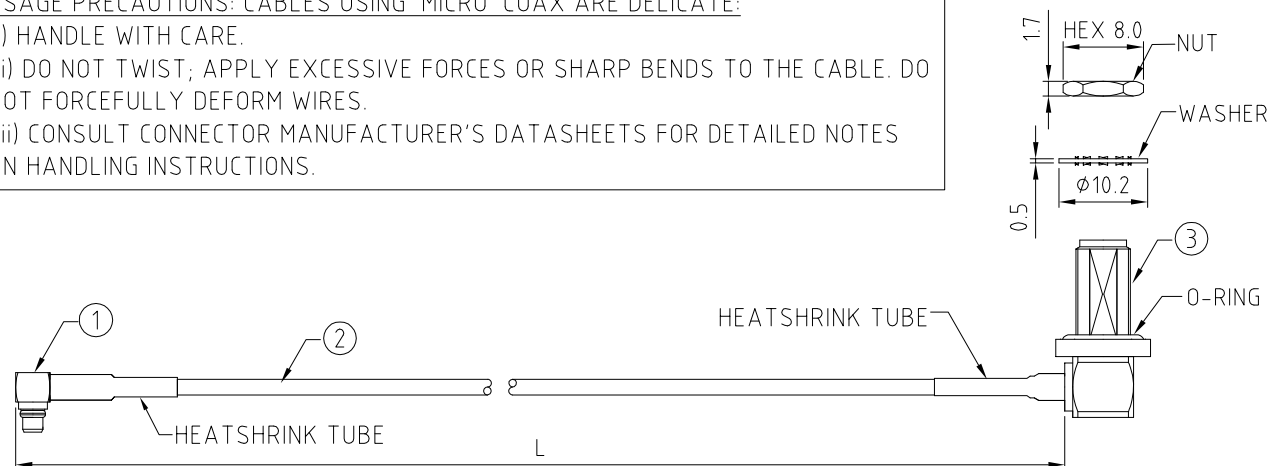 SAGE PRECAUTIONS: CABLES USING 'MICRO' COAX ARE DELICATE:
) HANDLE WITH CARE.
i) DO NOT TWIST; APPLY EXCESSIVE FORCES OR SHARP BENDS TO THE CABLE. DO
OT FORCEFULLY DEFORM WIRES.
ii) CONSULT CONNECTOR MANUFACTURER'S DATASHEETS FOR DETAILED NOTES
N HANDLING INSTRUCTIONS.
1.7
HEX 8.0
NUT
WASHER
Ø10.2
0.5
3
O-RING
HEATSHRINK TUBE
1
2
HEATSHRINK TUBE
L